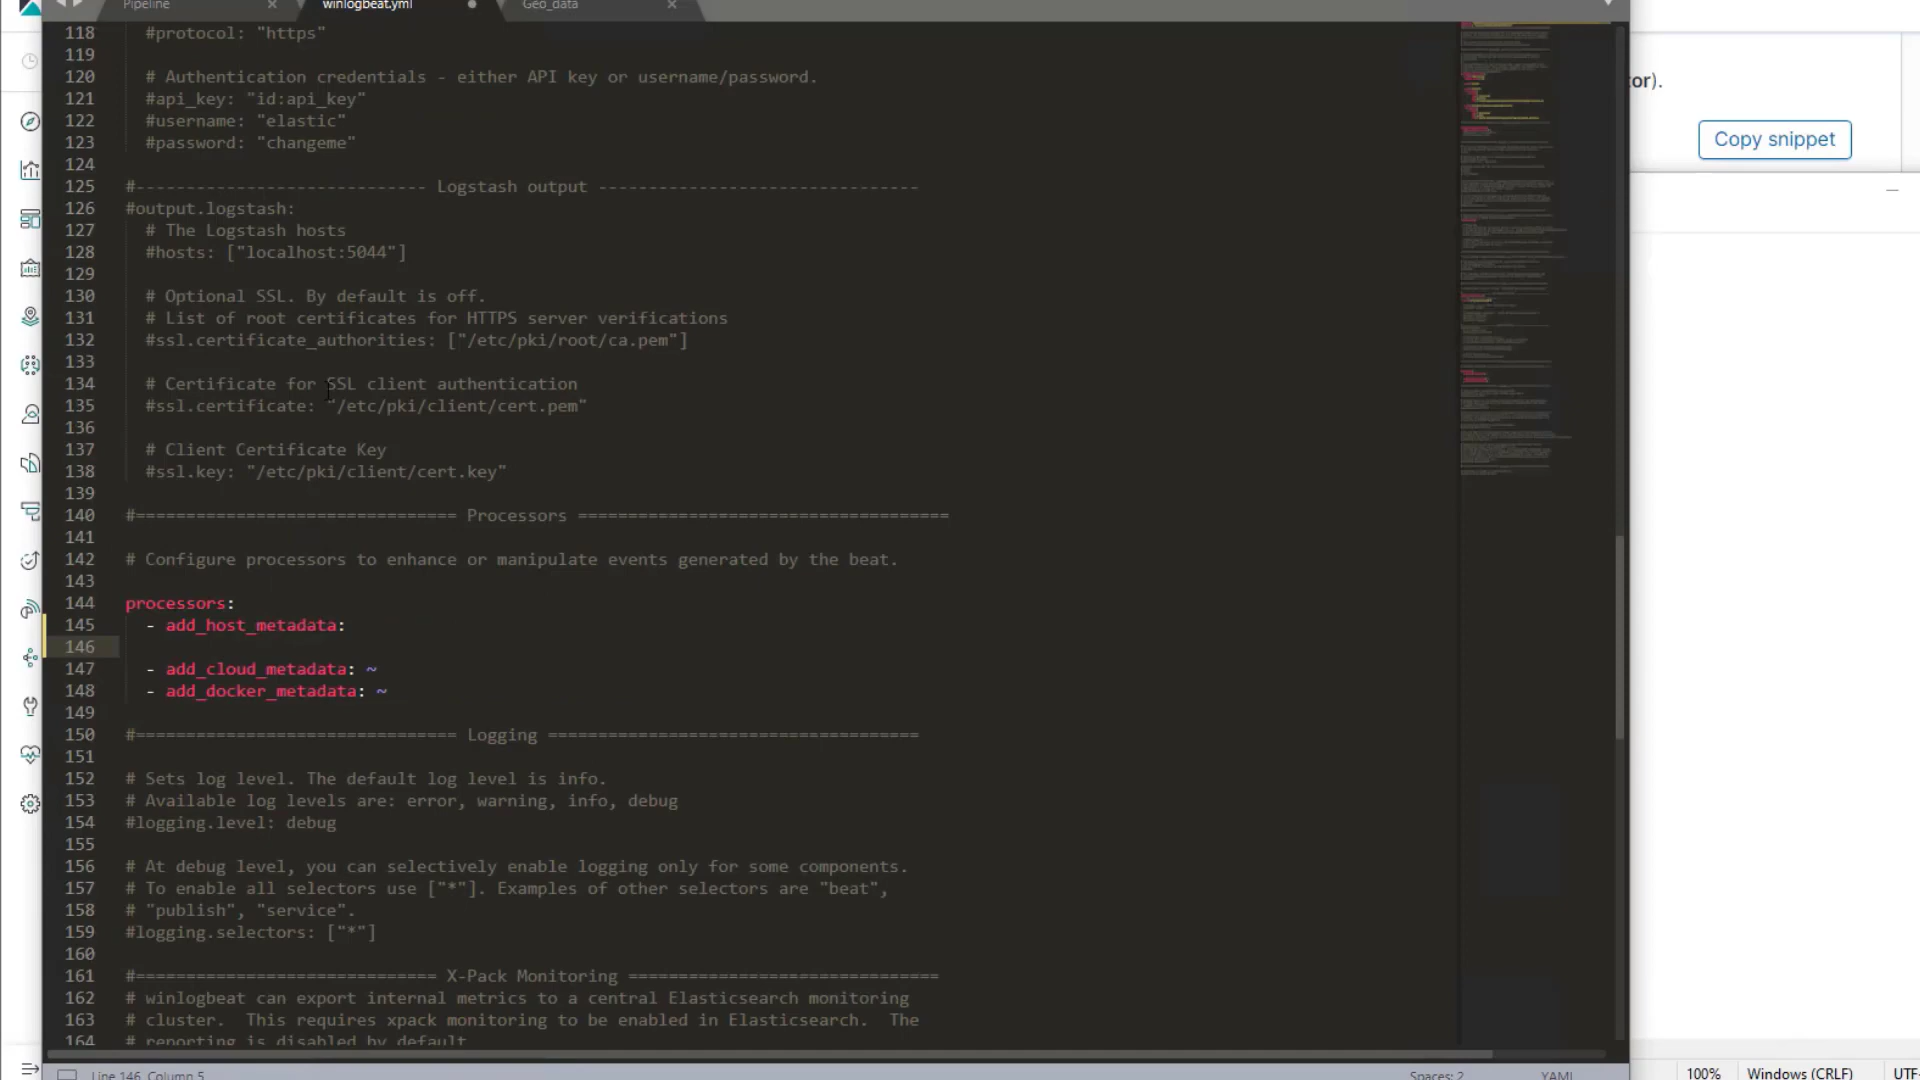 Pipeline
winlogbeat.yml
Geo_data
118 #protocol: "https"
119
120 # Authentication credentials - either API key or username/password.
121 #api_key: "id:api_key"
122 #username: "elastic"
123 #password: "changeme"
124
125 #----------------------------- Logstash output --------------------------------
126 #output.logstash:
127 # The Logstash hosts
128 #hosts: ["localhost:5044"]
129
130 # Optional SSL. By default is off.
131 # List of root certificates for HTTPS server verifications
132 #ssl.certificate_authorities: ["/etc/pki/root/ca.pem"]
133
134 # Certificate for SSL client authentication
135 #ssl.certificate: "/etc/pki/client/cert.pem"
136
137 # Client Certificate Key
138 #ssl.key: "/etc/pki/client/cert.key"
139
140 #================================ Processors =====================================
141
142 # Configure processors to enhance or manipulate events generated by the beat.
143
144 processors:
145 - add_host_metadata:
146
147 - add_cloud_metadata: ~
148 - add_docker_metadata: ~
149
150 #================================ Logging =====================================
151
152 # Sets log level. The default log level is info.
153 # Available log levels are: error, warning, info, debug
154 #logging.level: debug
155
156 # At debug level, you can selectively enable logging only for some components.
157 # To enable all selectors use ["*"]. Examples of other selectors are "beat",
158 # "publish", "service".
159 #logging.selectors: ["*"]
160
161 #============================== X-Pack Monitoring ===============================
162 # winlogbeat can export internal metrics to a central Elasticsearch monitoring
163 # cluster.  This requires xpack monitoring to be enabled in Elasticsearch.  The
164 # reporting is disabled by default
Line 146, Column 5
Spaces: 2
YAML
tor).
Copy snippet
100%
Windows (CRLF)
UTF-